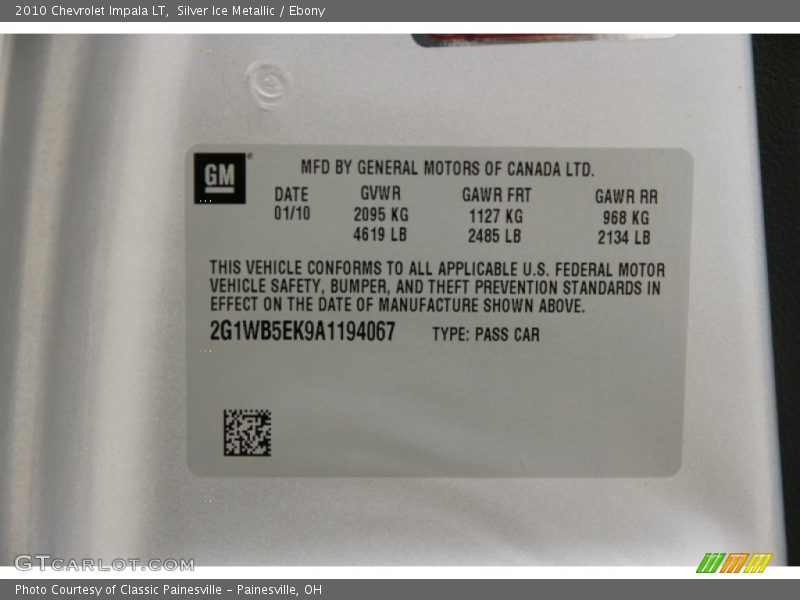 2010 Chevrolet Impala LT,  Silver Ice Metallic / Ebony
GM®
MFD BY GENERAL MOTORS OF CANADA LTD.
DATE GVWR GAWR FRT GAWR RR
01/10 2095 KG 1127 KG 968 KG
4619 LB 2485 LB 2134 LB
THIS VEHICLE CONFORMS TO ALL APPLICABLE U.S. FEDERAL MOTOR
VEHICLE SAFETY, BUMPER, AND THEFT PREVENTION STANDARDS IN
EFFECT ON THE DATE OF MANUFACTURE SHOWN ABOVE.
2G1WB5EK9A1194067 TYPE: PASS CAR
GTCARLOT.COM
Photo Courtesy of Classic Painesville - Painesville, OH